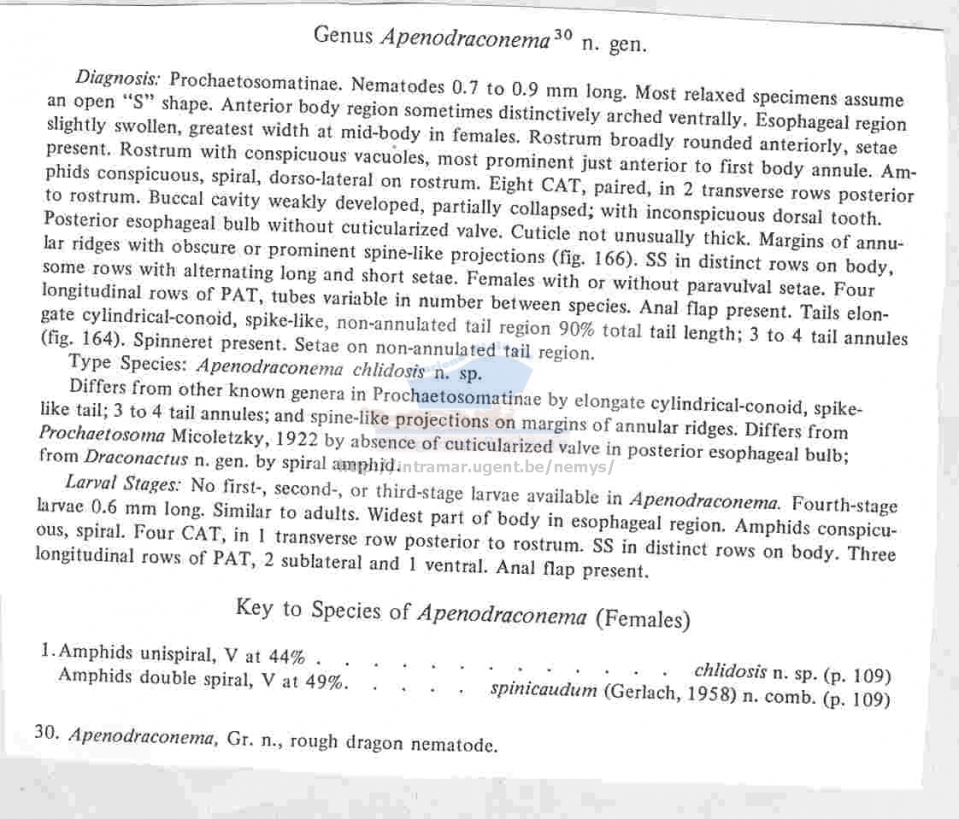 Genus Apenodraconema 30 n. gen.
Diagnosis: Prochaetosomatinae. Nematodes 0.7 to 0.9 mm long. Most relaxed specimens assume
an open “S” shape. Anterior body region sometimes distinctively arched ventrally. Esophageal region
slightly swollen, greatest width at mid-body in females. Rostrum broadly rounded anteriorly, setae
present. Rostrum with conspicuous vacuoles, most prominent just anterior to first body annule. Am-
phids conspicuous, spiral, dorso-lateral on rostrum. Eight CAT, paired, in 2 transverse rows posterior
to rostrum. Buccal cavity weakly developed, partially collapsed; with inconspicuous dorsal tooth.
Posterior esophageal bulb without cuticularized valve. Cuticle not unusually thick. Margins of annu-
lar ridges with obscure or prominent spine-like projections (fig. 166). SS in distinct rows on body,
some rows with alternating long and short setae. Females with or without paravulval setae. Four
longitudinal rows of PAT, tubes variable in number between species. Anal flap present. Tails elon-
gate cylindrical-conoid, spike-like, non-annulated tail region 90% total tail length; 3 to 4 tail annules
(fig. 164). Spinneret present. Setae on non-annulated tail region.
Type Species: Apenodraconema chlidosis n. sp.
Differs from other known genera in Prochaetosomatinae by elongate cylindrical-conoid, spike-
like tail; 3 to 4 tail annules; and spine-like projections on margins of annular ridges. Differs from
Prochaetosoma Micoletzky, 1922 by absence of cuticularized valve in posterior esophageal bulb;
from Draconactus n. gen. by spiral amphid.
intramar.ugent.be/nemys/
Larval Stages: No first-, second-, or third-stage larvae available in Apenodraconema. Fourth-stage
larvae 0.6 mm long. Similar to adults. Widest part of body in esophageal region. Amphids conspicu-
ous, spiral. Four CAT, in 1 transverse row posterior to rostrum. SS in distinct rows on body. Three
longitudinal rows of PAT, 2 sublateral and 1 ventral. Anal flap present.
Key to Species of Apenodraconema (Females)
1. Amphids unispiral, V at 44% . . . . . . . . . . . . . . chlidosis n. sp. (p. 109)
Amphids double spiral, V at 49%. . . . . spinicaudum (Gerlach, 1958) n. comb. (p. 109)
30. Apenodraconema, Gr. n., rough dragon nematode.